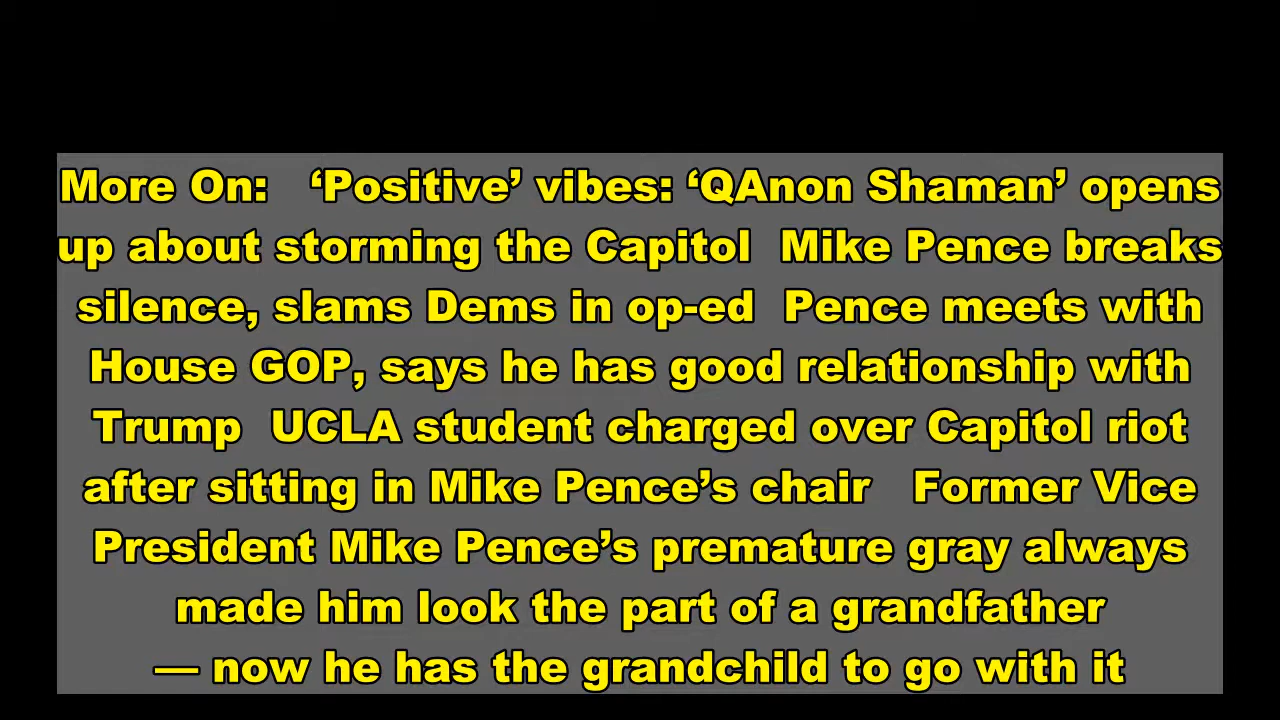 More On: ‘Positive’ vibes: ‘QAnon Shaman’ opens
up about storming the Capitol Mike Pence breaks
silence, slams Dems in op-ed Pence meets with
House GOP, says he has good relationship with
Trump UCLA student charged over Capitol riot
after sitting in Mike Pence’s chair Former Vice
President Mike Pence’s premature gray always
made him look the part of a grandfather
— now he has the grandchild to go with it